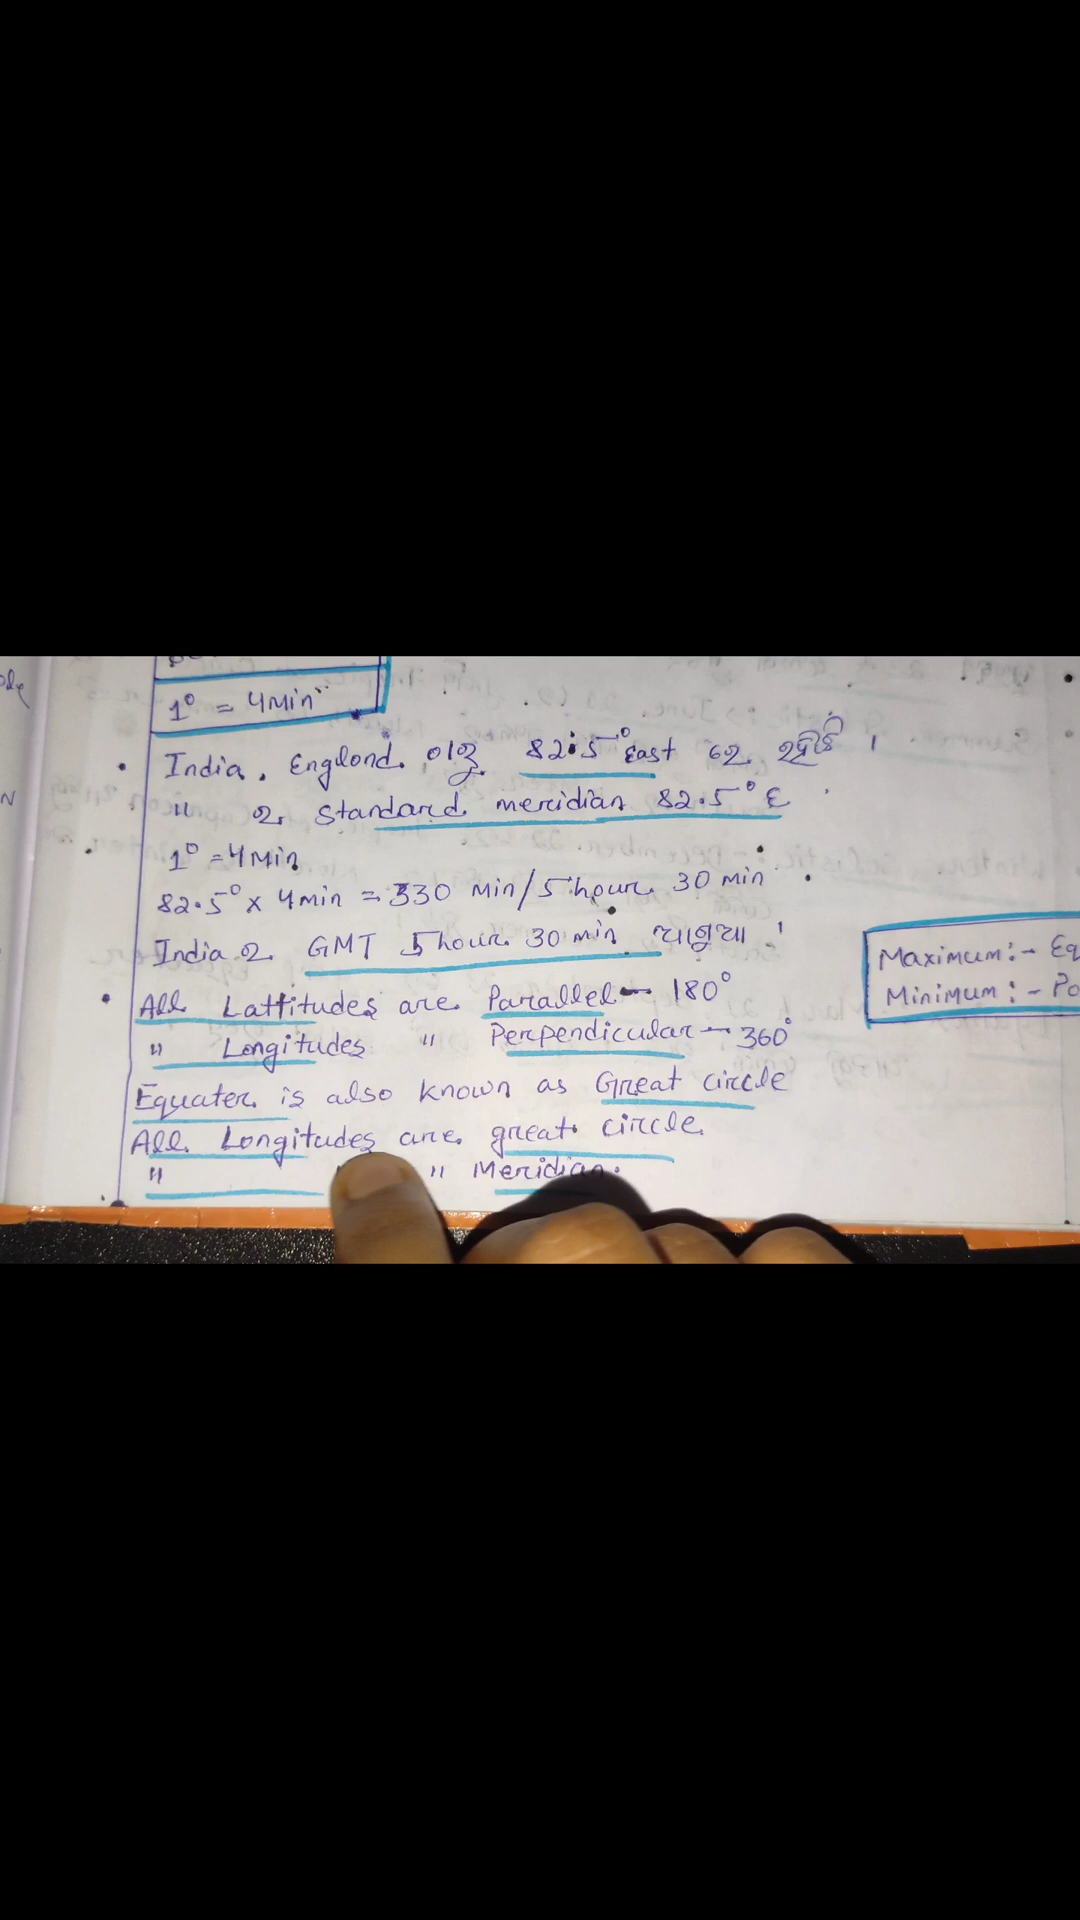 1° = 4Min
India, England ଠାରୁ 82.5° East ରେ ଅଛି ।
" ର Standard meridian 82.5° E
1° = 4Min
82.5° x 4min = 330 min/5 hour 30 min
India ର GMT 5 hour 30 min
All Lattitudes are Parallel - 180°
" Longitudes " Perpendicular - 360°
Equater is also known as Great circle
All Longitudes are great circle
" " Meridian.
Maximum:- Eq
Minimum:- Po